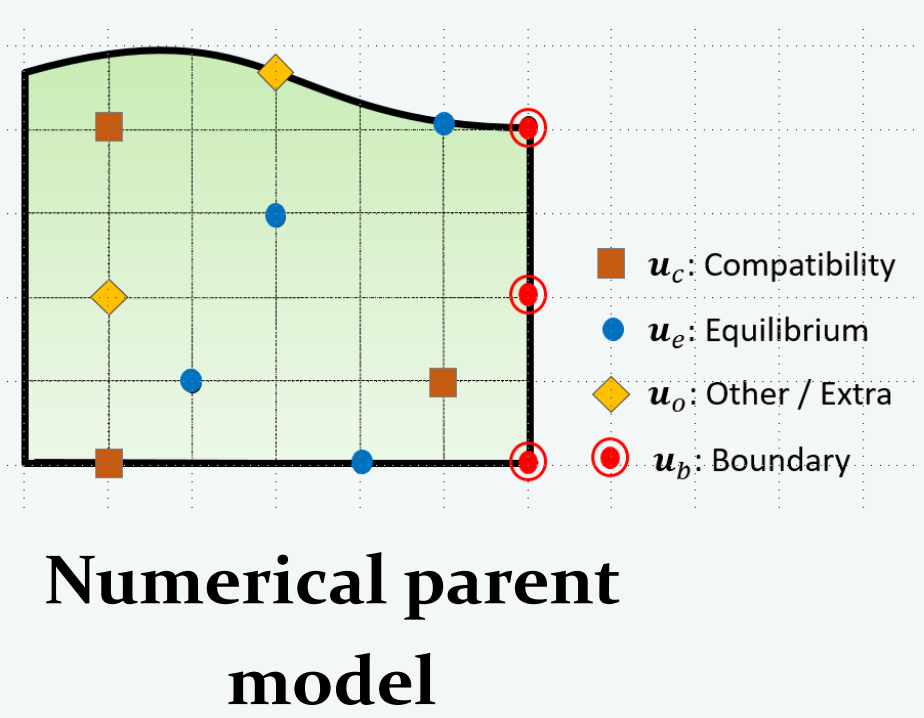 u_c: Compatibility
u_e: Equilibrium
u_o: Other / Extra
u_b: Boundary
Numerical parent
model